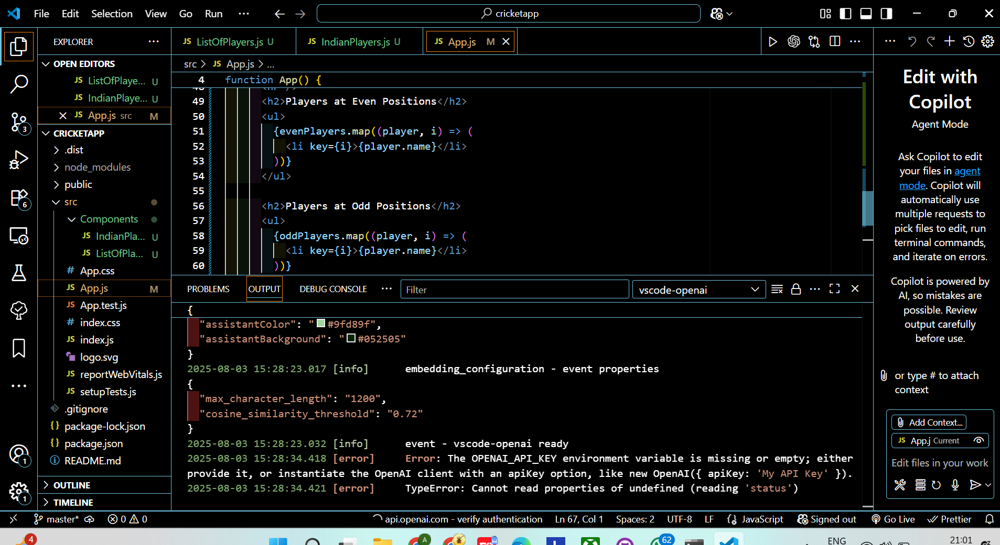 File Edit Selection View Go Run ··· cricketapp
EXPLORER
OPEN EDITORS
JS ListOfPlaye... U
JS IndianPlaye... U
JS App.js src M
CRICKETAPP
.dist
node_modules
public
src
Components
JS IndianPla... U
JS ListOfPla... U
# App.css
JS App.js M
JS App.test.js
# index.css
JS index.js
logo.svg
JS reportWebVitals.js
JS setupTests.js
.gitignore
{} package-lock.json
{} package.json
README.md
OUTLINE
TIMELINE
3
6
1
1
JS ListOfPlayers.js U JS IndianPlayers.js U JS App.js M
src > JS App.js > ...
4 function App() {
49 <h2>Players at Even Positions</h2>
50 <ul>
51 {evenPlayers.map((player, i) => (
52 <li key={i}>{player.name}</li>
53 ))}
54 </ul>
55
56 <h2>Players at Odd Positions</h2>
57 <ul>
58 {oddPlayers.map((player, i) => (
59 <li key={i}>{player.name}</li>
60 ))}
PROBLEMS OUTPUT DEBUG CONSOLE ··· Filter vscode-openai
{
"assistantColor": "#9fd89f",
"assistantBackground": "#052505"
}
2025-08-03 15:28:23.017 [info] embedding_configuration - event properties
{
"max_character_length": "1200",
"cosine_similarity_threshold": "0.72"
}
2025-08-03 15:28:23.032 [info] event - vscode-openai ready
2025-08-03 15:28:34.418 [error] Error: The OPENAI_API_KEY environment variable is missing or empty; either
provide it, or instantiate the OpenAI client with an apiKey option, like new OpenAI({ apiKey: 'My API Key' }).
2025-08-03 15:28:34.421 [error] TypeError: Cannot read properties of undefined (reading 'status')
Edit with
Copilot
Agent Mode
Ask Copilot to edit
your files in agent
mode. Copilot will
automatically use
multiple requests to
pick files to edit, run
terminal commands,
and iterate on errors.
Copilot is powered by
AI, so mistakes are
possible. Review
output carefully
before use.
or type # to attach
context
Add Context...
JS App.j Current
Edit files in your work
master* 0 0 api.openai.com - verify authentication Ln 67, Col 1 Spaces: 2 UTF-8 LF JavaScript Signed out Go Live Prettier
4 A W 62 ENG 21:01